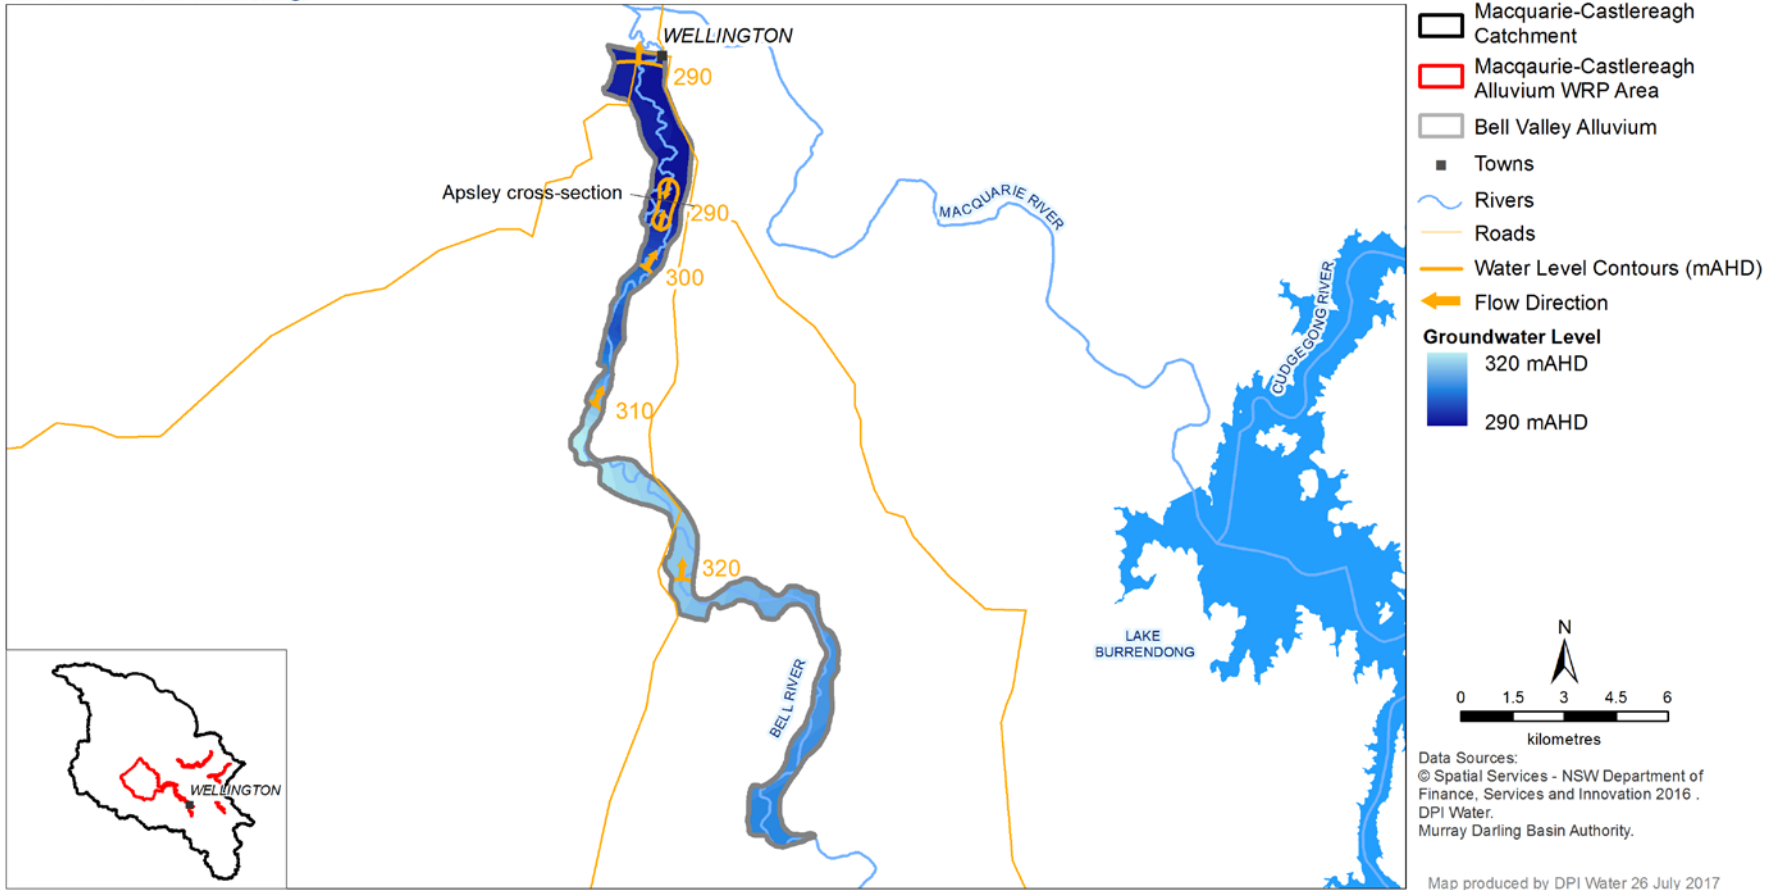 WELLINGTON
290
Apsley cross-section
290
300
310
320
MACQUARIE RIVER
CUDGEGONG RIVER
LAKE
BURRENDONG
BELL RIVER
WELLINGTON
Macquarie-Castlereagh
Catchment
Macqaurie-Castlereagh
Alluvium WRP Area
Bell Valley Alluvium
Towns
Rivers
Roads
Water Level Contours (mAHD)
Flow Direction
Groundwater Level
320 mAHD
290 mAHD
N
0 1.5 3 4.5 6
kilometres
Data Sources:
© Spatial Services - NSW Department of
Finance, Services and Innovation 2016 .
DPI Water.
Murray Darling Basin Authority.
Map produced by DPI Water 26 July 2017